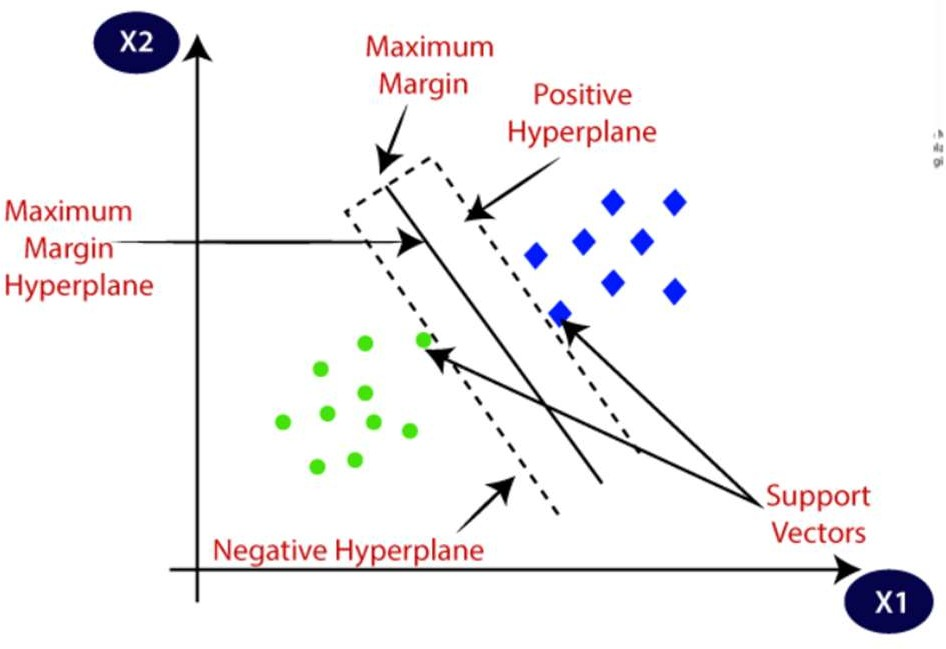 X2
Maximum
Margin
Positive
Hyperplane
Maximum
Margin
Hyperplane
Support
Vectors
Negative Hyperplane
X1